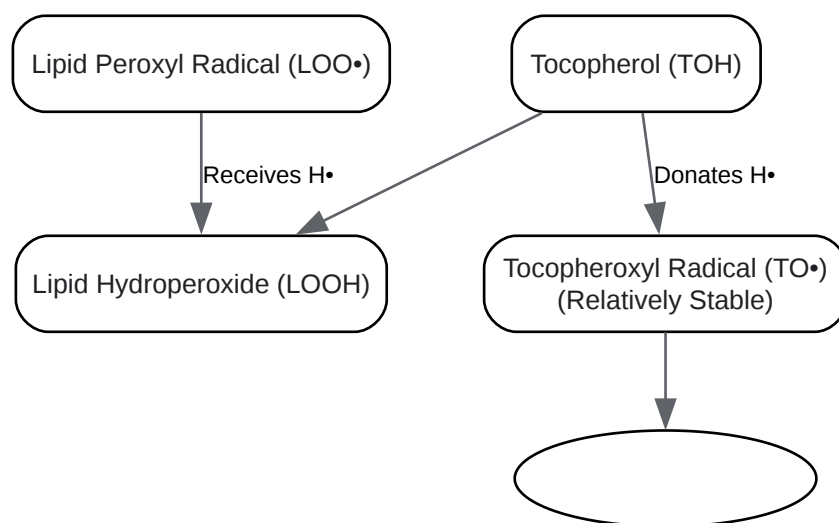 Lipid Peroxyl Radical (LOO•)
Tocopherol (TOH)
Receives H•
Donates H•
Lipid Hydroperoxide (LOOH)
Tocopheroxyl Radical (TO•)
(Relatively Stable)